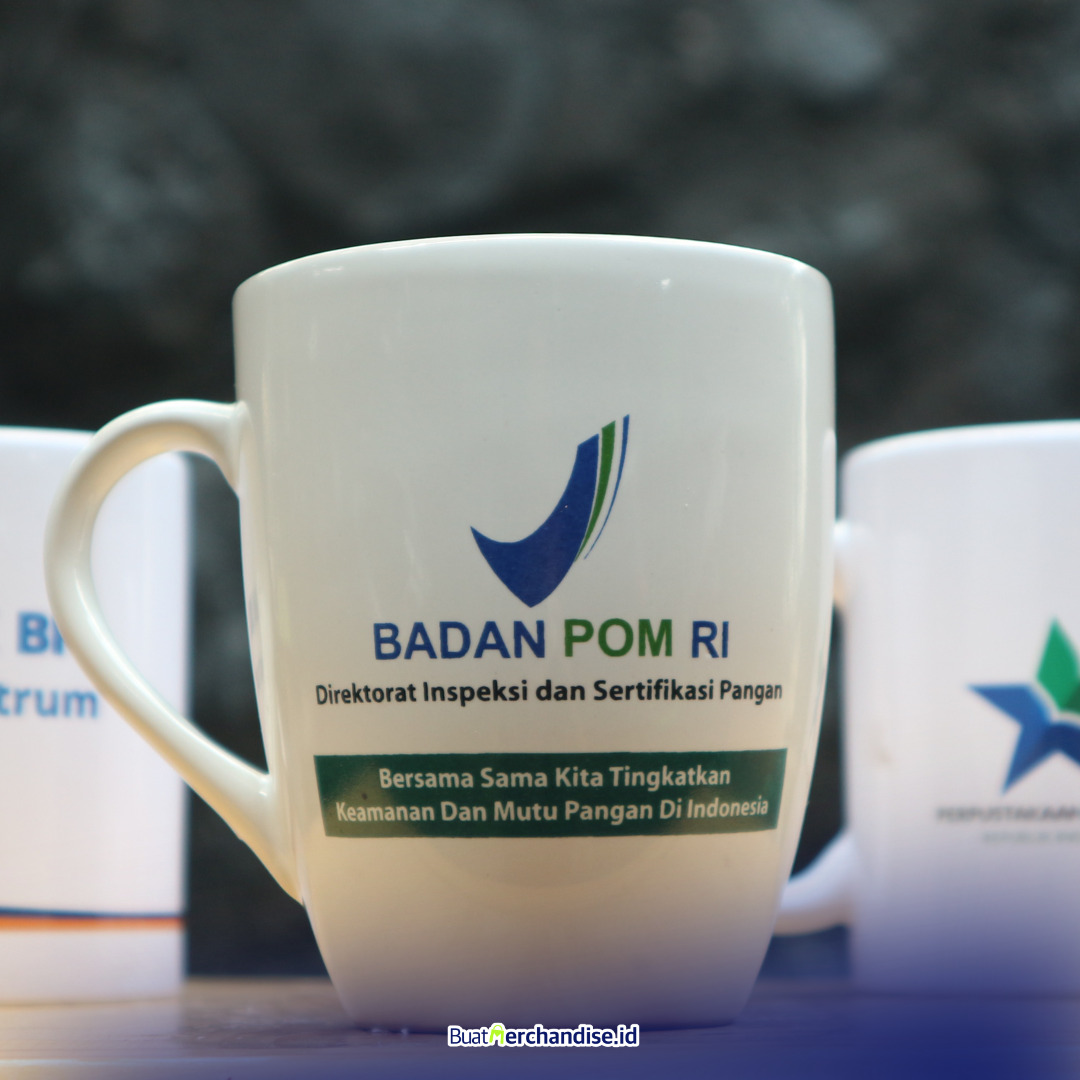 BADAN POM RI
Direktorat Inspeksi dan Sertifikasi Pangan
Bersama Sama Kita Tingkatkan
Keamanan Dan Mutu Pangan Di Indonesia
trum
PERPUSTAKAAN
BuatMerchandise.id